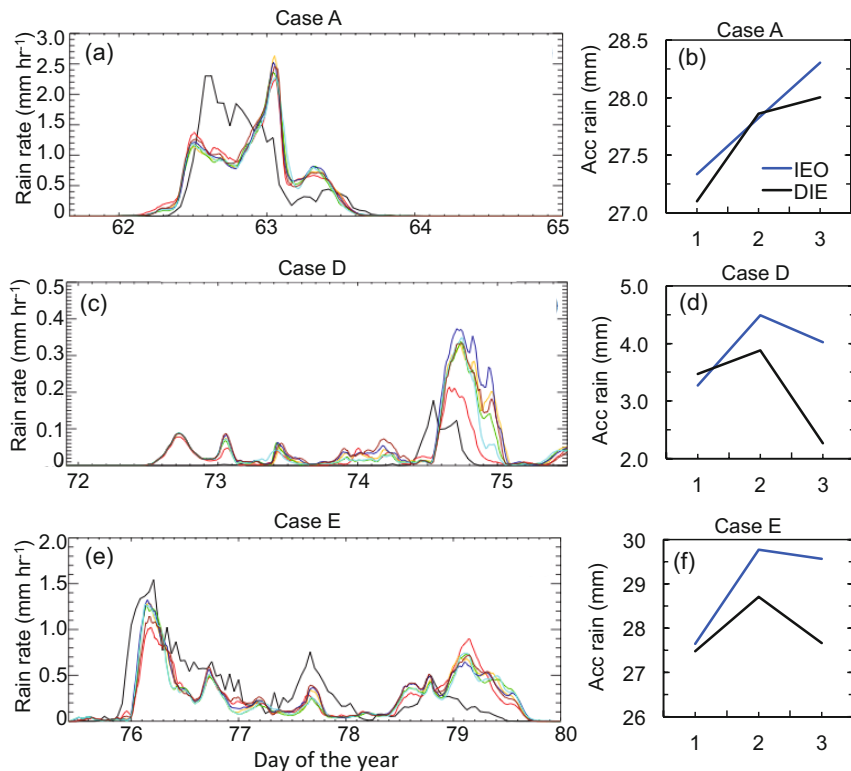 Case A
(a)
Rain rate (mm hr⁻¹)
3.0
2.5
2.0
1.5
1.0
0.5
0
62
63
64
65
Case A
(b)
Acc rain (mm)
28.5
28.0
27.5
27.0
IEO
DIE
1 2 3
Case D
(c)
Rain rate (mm hr⁻¹)
0.5
0.4
0.3
0.2
0.1
0
72
73
74
75
Case D
(d)
Acc rain (mm)
5.0
4.5
3.5
3.0
2.0
1 2 3
Case E
(e)
Rain rate (mm hr⁻¹)
2.0
1.5
1.0
0.5
0
76
77
78
79
80
Day of the year
Case E
(f)
Acc rain (mm)
30
29
28
27
26
1 2 3